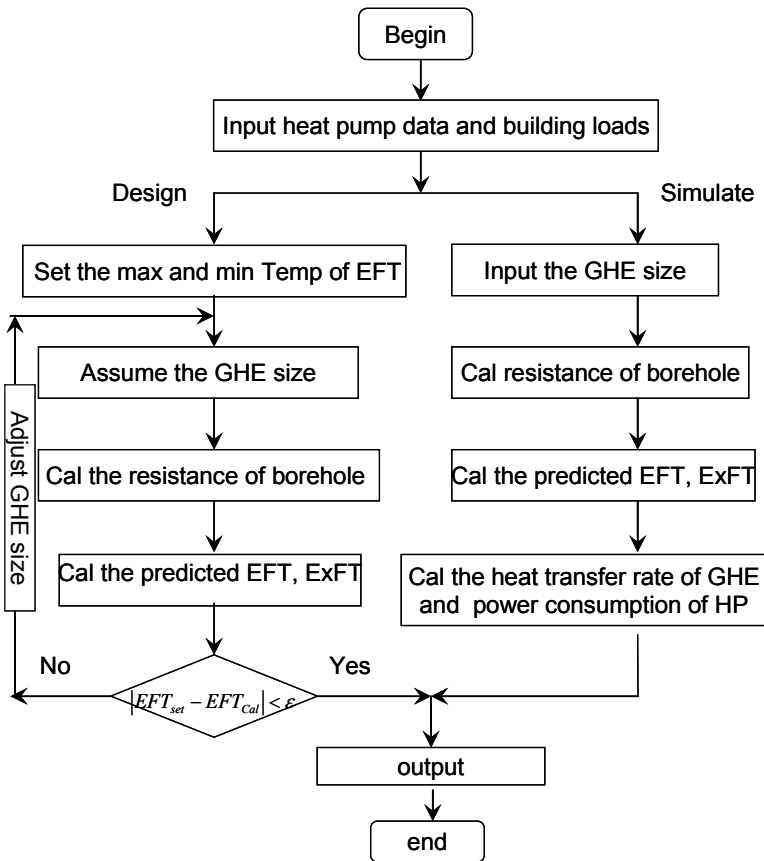 Begin
Input heat pump data and building loads
Design
Simulate
Set the max and min Temp of EFT
Input the GHE size
Assume the GHE size
Cal resistance of borehole
Adjust GHE size
Cal the resistance of borehole
Cal the predicted EFT, ExFT
Cal the predicted EFT, ExFT
Cal the heat transfer rate of GHE
and power consumption of HP
No
Yes
|EFT_set − EFT_Cal| < ε
output
end